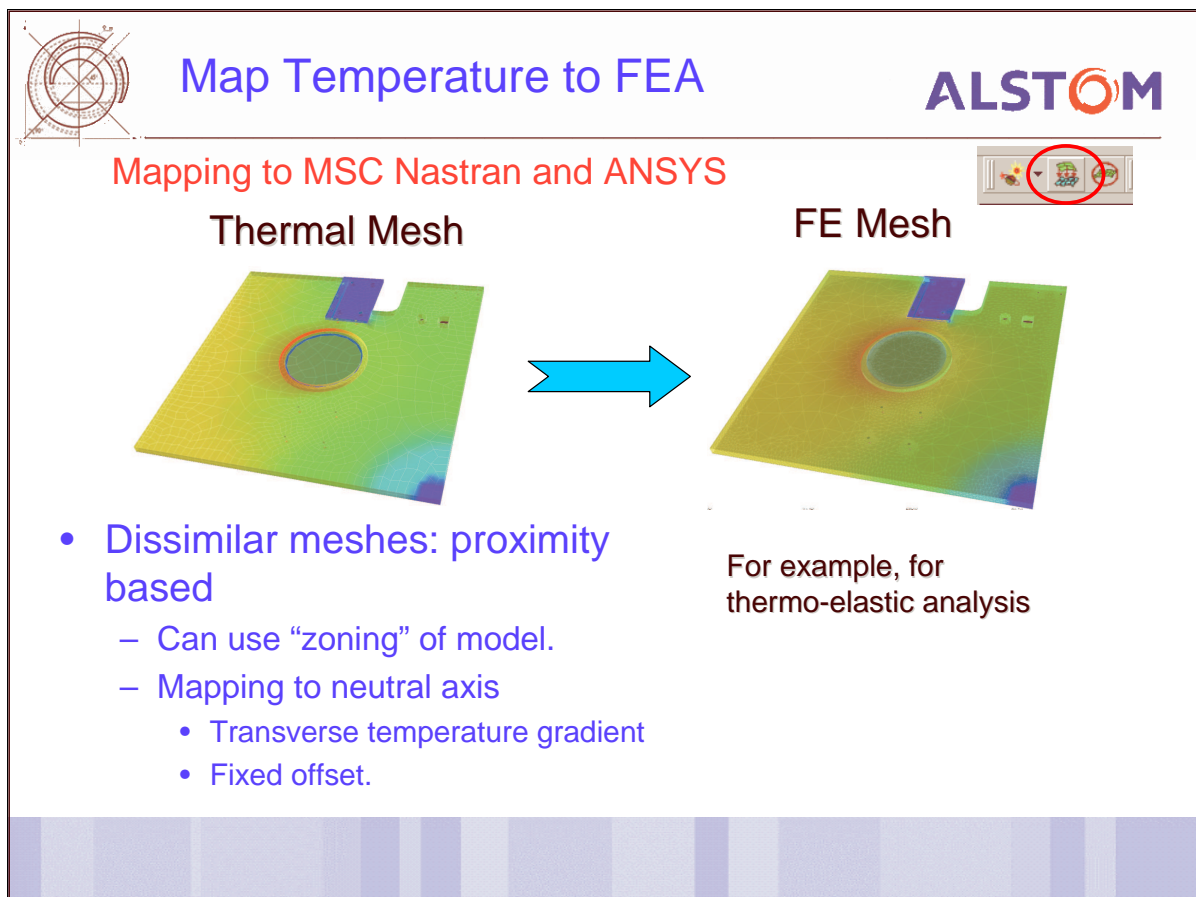 Map Temperature to FEA
ALSTOM
Mapping to MSC Nastran and ANSYS
Thermal Mesh
FE Mesh
• Dissimilar meshes: proximity
based
– Can use “zoning” of model.
– Mapping to neutral axis
• Transverse temperature gradient
• Fixed offset.
For example, for
thermo-elastic analysis